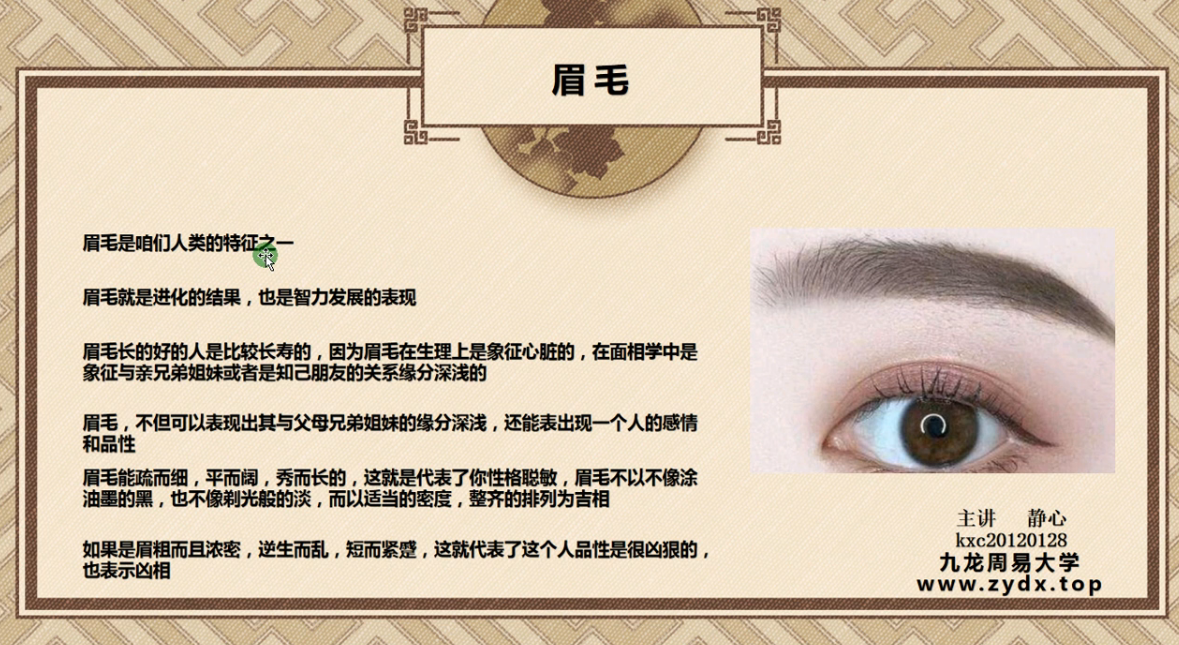 眉毛
眉毛是咱们人类的特征之一
眉毛就是进化的结果，也是智力发展的表现
眉毛长的好的人是比较长寿的，因为眉毛在生理上是象征心脏的，在面相学中是
象征与亲兄弟姐妹或者是知己朋友的关系缘分深浅的
眉毛，不但可以表现出其与父母兄弟姐妹的缘分深浅，还能表出现一个人的感情
和品性
眉毛能疏而细，平而阔，秀而长的，这就是代表了你性格聪敏，眉毛不以不像涂
油墨的黑，也不像剃光般的淡，而以适当的密度，整齐的排列为吉相
如果是眉粗而且浓密，逆生而乱，短而紧蹙，这就代表了这个人品性是很凶狠的，
也表示凶相
主讲 静心
kxc20120128
九龙周易大学
www.zydx.top